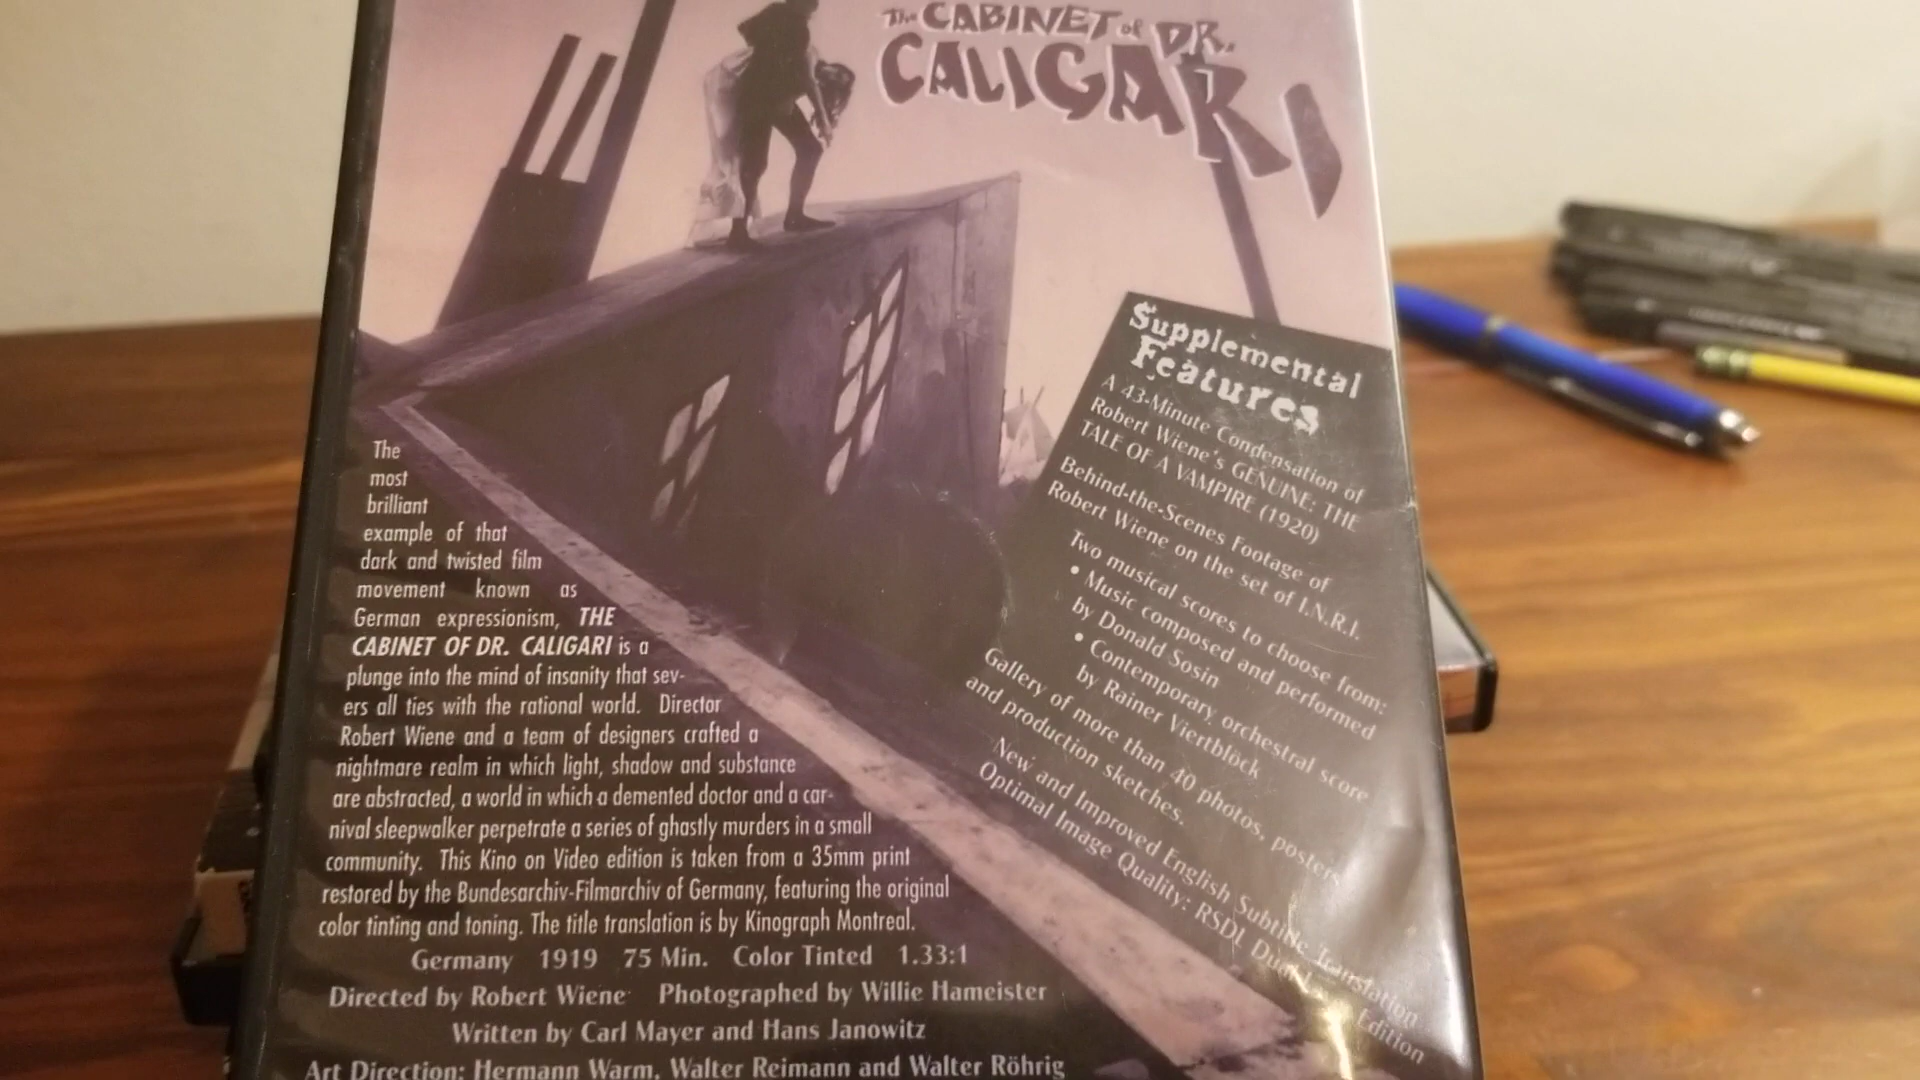 The CABINET of DR.
CALIGARI
The
most
brilliant
example of that
dark and twisted film
movement known as
German expressionism, THE
CABINET OF DR. CALIGARI is a
plunge into the mind of insanity that sev-
ers all ties with the rational world. Director
Robert Wiene and a team of designers crafted a
nightmare realm in which light, shadow and substance
are abstracted, a world in which a demented doctor and a car-
nival sleepwalker perpetrate a series of ghastly murders in a small
community. This Kino on Video edition is taken from a 35mm print
restored by the Bundesarchiv-Filmarchiv of Germany, featuring the original
color tinting and toning. The title translation is by Kinograph Montreal.
Germany 1919 75 Min. Color Tinted 1.33:1
Directed by Robert Wiene Photographed by Willie Hameister
Written by Carl Mayer and Hans Janowitz
Art Direction: Hermann Warm, Walter Reimann and Walter Röhrig
Supplemental
Features
A 43-Minute Condensation of
Robert Wiene's GENUINE: THE
TALE OF A VAMPIRE (1920)
Behind-the-Scenes Footage of
Robert Wiene on the set of I.N.R.I.
Two musical scores to choose from:
• Music composed and performed
by Donald Sosin
• Contemporary orchestral score
by Rainer Viertblöck
Gallery of more than 40 photos, posters
and production sketches.
New and Improved English Subtitle Translation
Optimal Image Quality: RSDL Edition